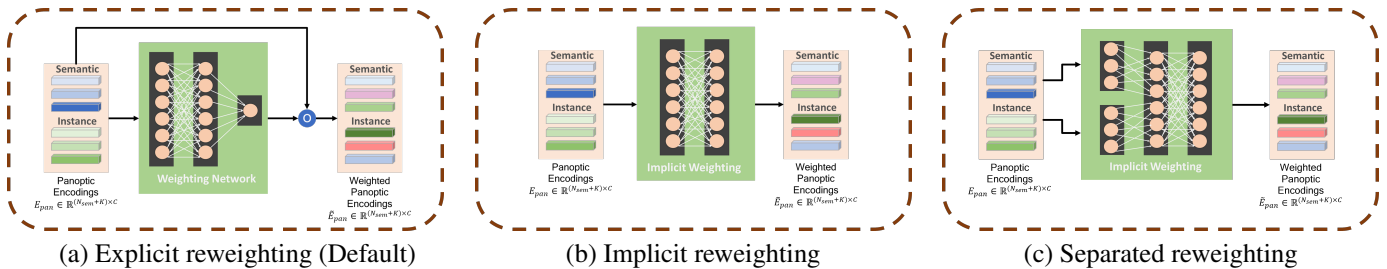 Semantic
Instance
Panoptic
Encodings
E_pan ∈ ℝ^(N_sem+K)×C
Weighting Network
O
Semantic
Instance
Weighted
Panoptic
Encodings
Ẽ_pan ∈ ℝ^(N_sem+K)×C
(a) Explicit reweighting (Default)
Semantic
Instance
Panoptic
Encodings
E_pan ∈ ℝ^(N_sem+K)×C
Implicit Weighting
Semantic
Instance
Weighted
Panoptic
Encodings
Ẽ_pan ∈ ℝ^(N_sem+K)×C
(b) Implicit reweighting
Semantic
Instance
Panoptic
Encodings
E_pan ∈ ℝ^(N_sem+K)×C
Implicit Weighting
Semantic
Instance
Weighted
Panoptic
Encodings
Ẽ_pan ∈ ℝ^(N_sem+K)×C
(c) Separated reweighting